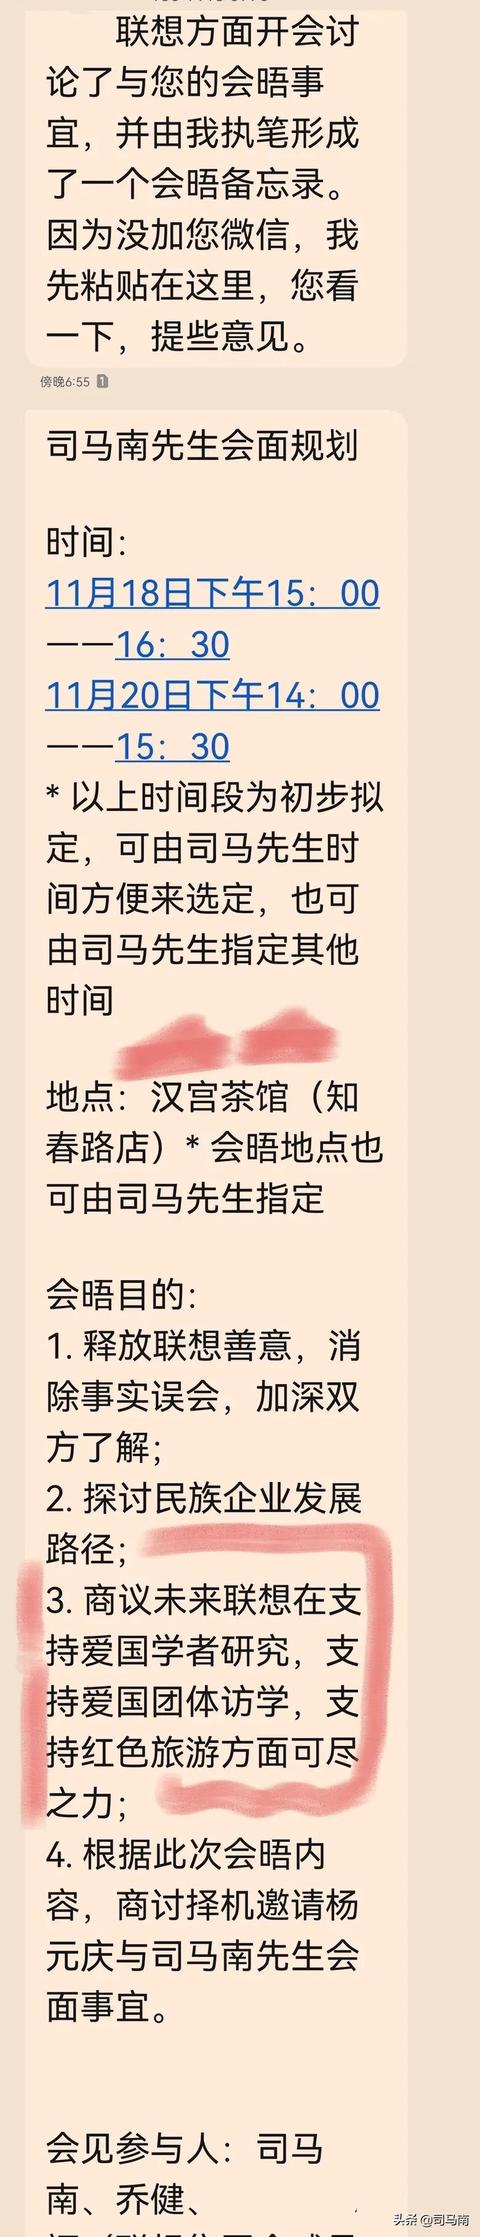 联想方面开会讨
论了与您的会晤事
宜，并由我执笔形成
了一个会晤备忘录。
因为没加您微信，我
先粘贴在这里，您看
一下，提些意见。
傍晚6:55 1
司马南先生会面规划
时间：
11月18日下午15：00
——16：30
11月20日下午14：00
——15：30
* 以上时间段为初步拟
定，可由司马先生时
间方便来选定，也可
由司马先生指定其他
时间
地点：汉宫茶馆（知
春路店）* 会晤地点也
可由司马先生指定
会晤目的：
1. 释放联想善意，消
除事实误会，加深双
方了解；
2. 探讨民族企业发展
路径；
3. 商议未来联想在支
持爱国学者研究，支
持爱国团体访学，支
持红色旅游方面可尽
之力；
4. 根据此次会晤内
容，商讨择机邀请杨
元庆与司马南先生会
面事宜。
会见参与人：司马
南、乔健、
头条 @司马南